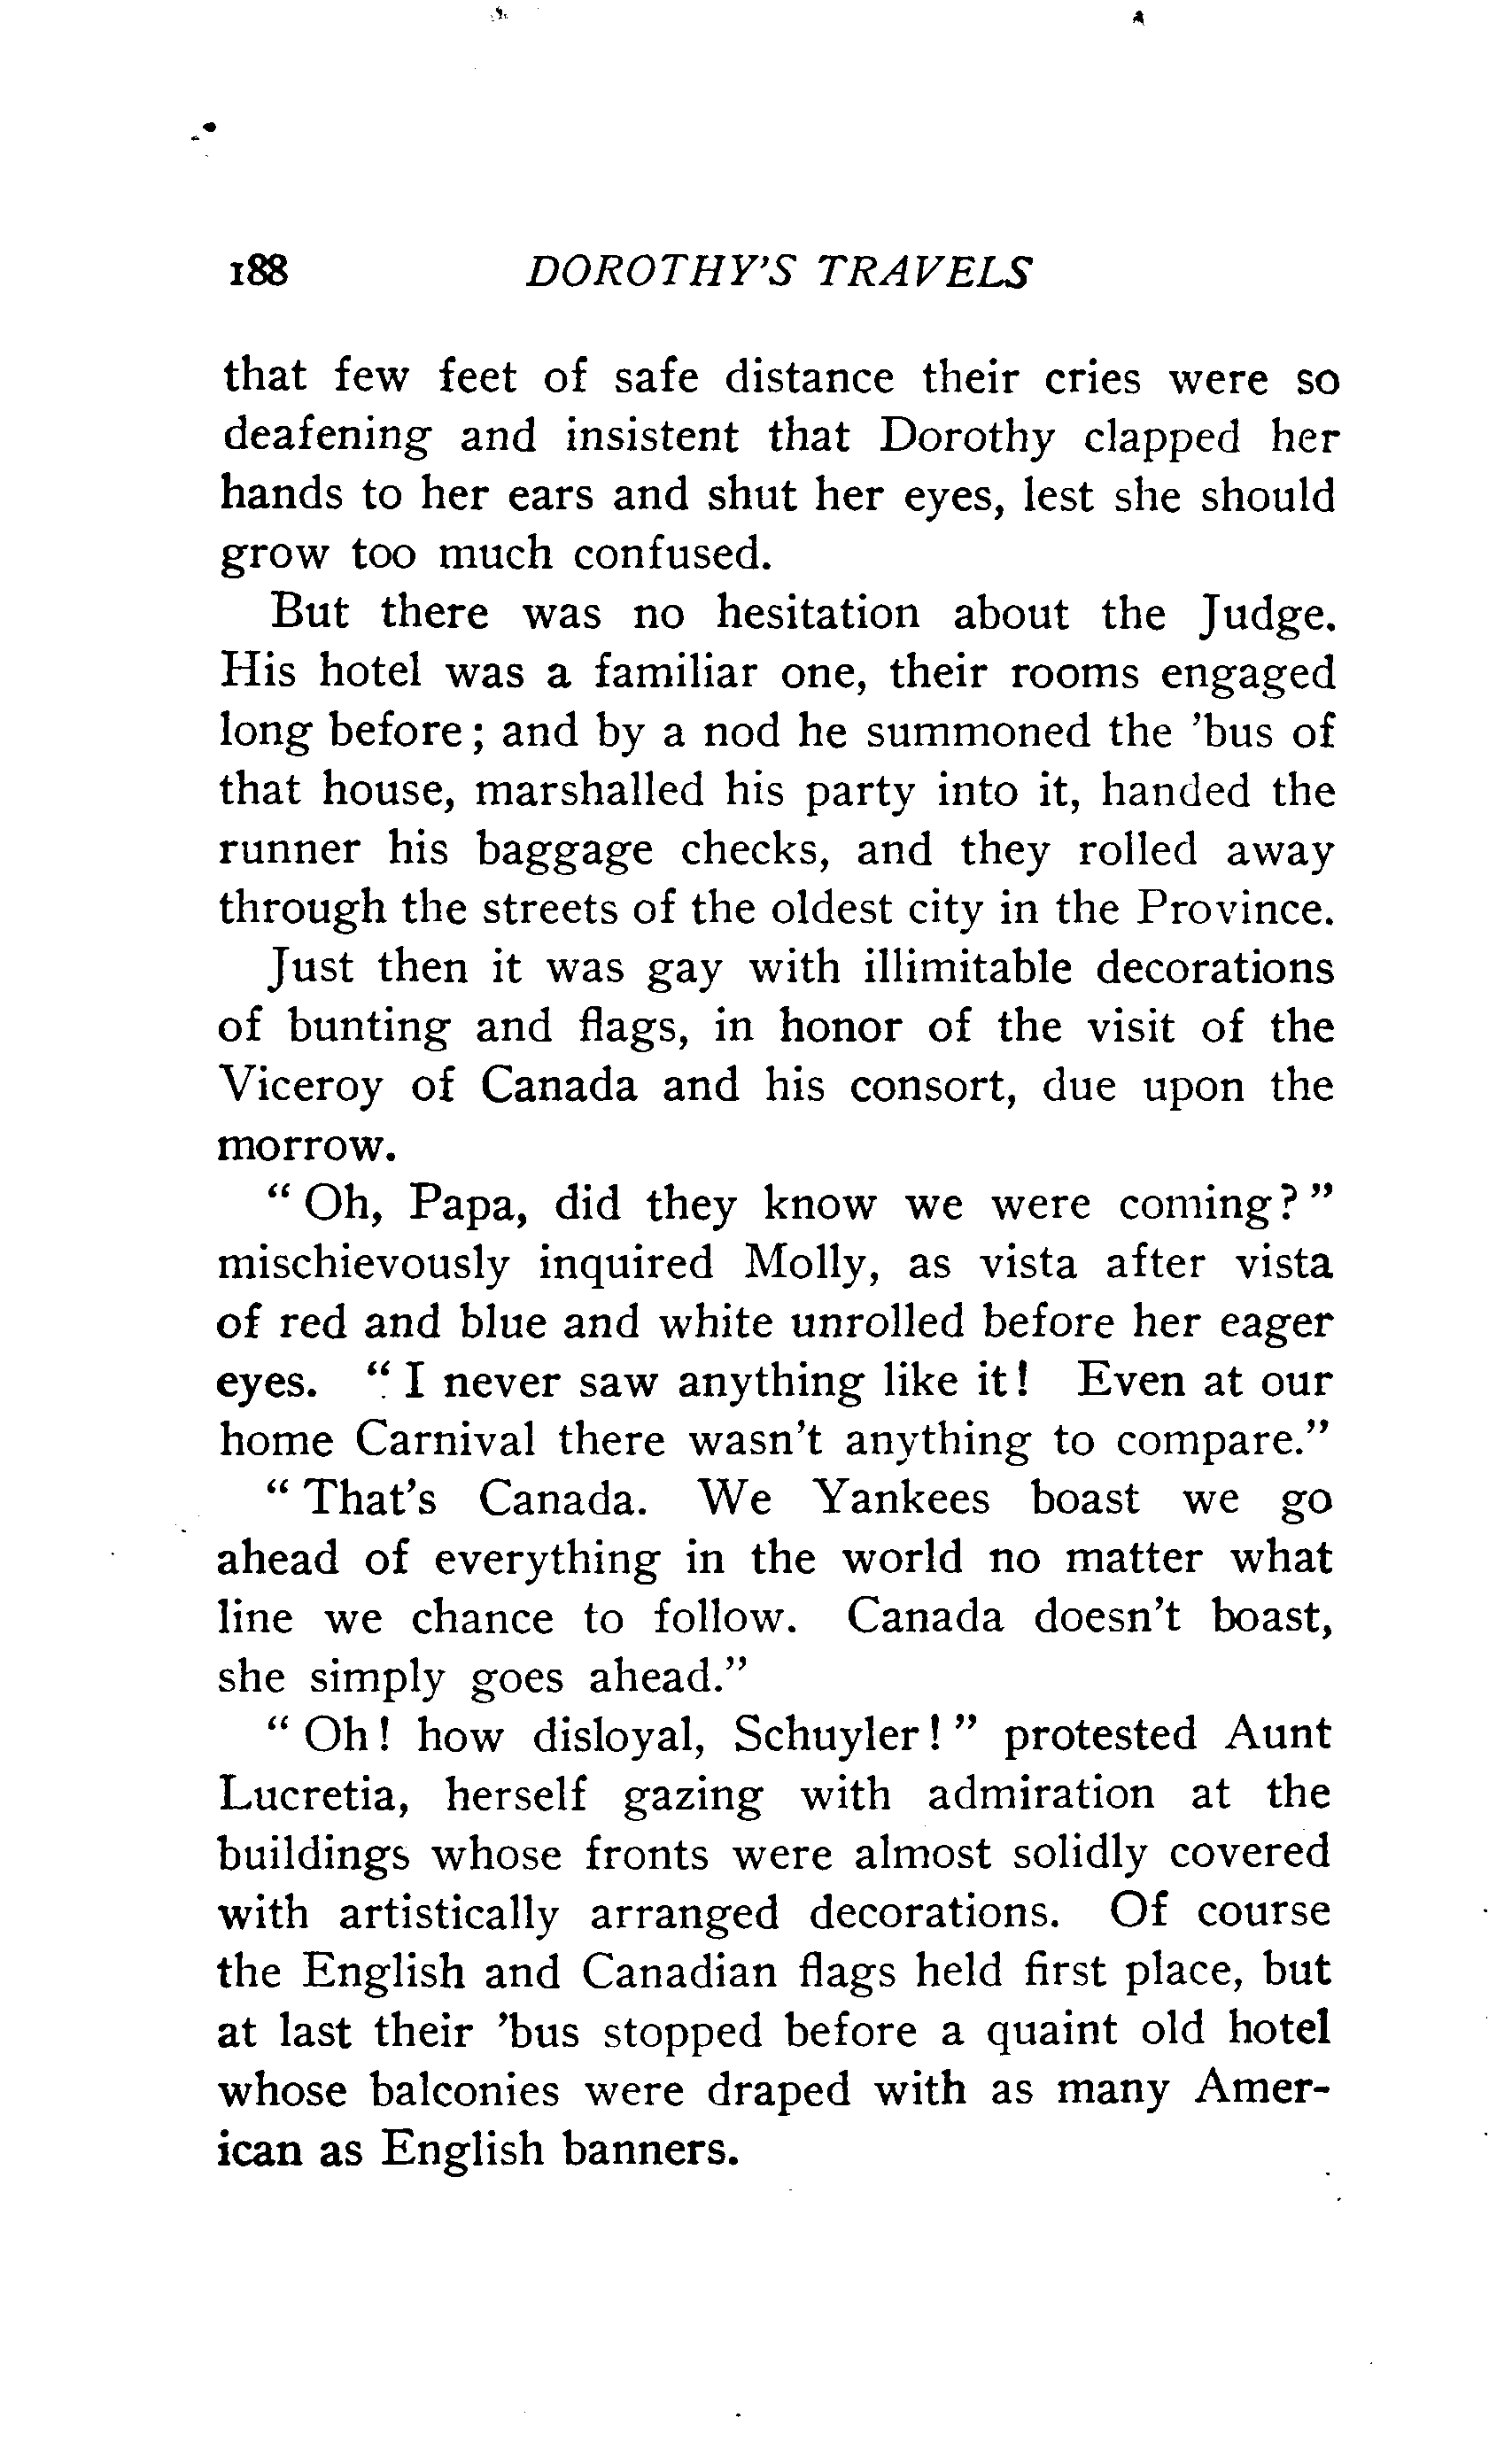 188 DOROTHY'S TRAVELS
that few feet of safe distance their cries were so
deafening and insistent that Dorothy clapped her
hands to her ears and shut her eyes, lest she should
grow too much confused.
But there was no hesitation about the Judge.
His hotel was a familiar one, their rooms engaged
long before; and by a nod he summoned the 'bus of
that house, marshalled his party into it, handed the
runner his baggage checks, and they rolled away
through the streets of the oldest city in the Province.
Just then it was gay with illimitable decorations
of bunting and flags, in honor of the visit of the
Viceroy of Canada and his consort, due upon the
morrow.
" Oh, Papa, did they know we were coming? "
mischievously inquired Molly, as vista after vista
of red and blue and white unrolled before her eager
eyes. " I never saw anything like it! Even at our
home Carnival there wasn't anything to compare."
" That's Canada. We Yankees boast we go
ahead of everything in the world no matter what
line we chance to follow. Canada doesn't boast,
she simply goes ahead."
" Oh! how disloyal, Schuyler! " protested Aunt
Lucretia, herself gazing with admiration at the
buildings whose fronts were almost solidly covered
with artistically arranged decorations. Of course
the English and Canadian flags held first place, but
at last their 'bus stopped before a quaint old hotel
whose balconies were draped with as many Amer-
ican as English banners.